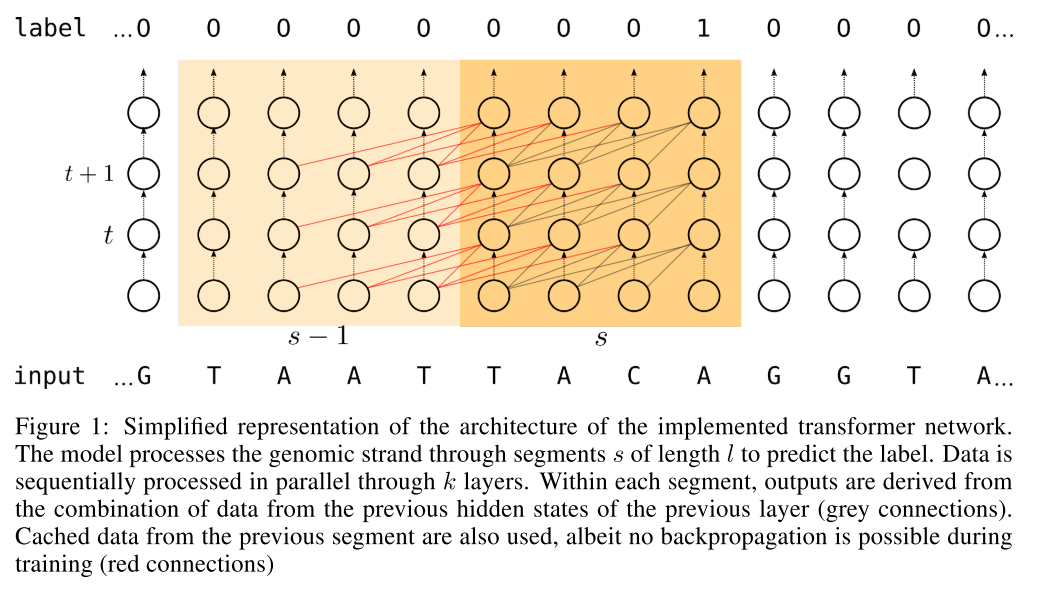 label ...0 0 0 0 0 0 0 0 1 0 0 0 0...
t + 1
t
s − 1 s
input ...G T A A T T A C A G G T A...
Figure 1: Simplified representation of the architecture of the implemented transformer network.
The model processes the genomic strand through segments s of length l to predict the label. Data is
sequentially processed in parallel through k layers. Within each segment, outputs are derived from
the combination of data from the previous hidden states of the previous layer (grey connections).
Cached data from the previous segment are also used, albeit no backpropagation is possible during
training (red connections)